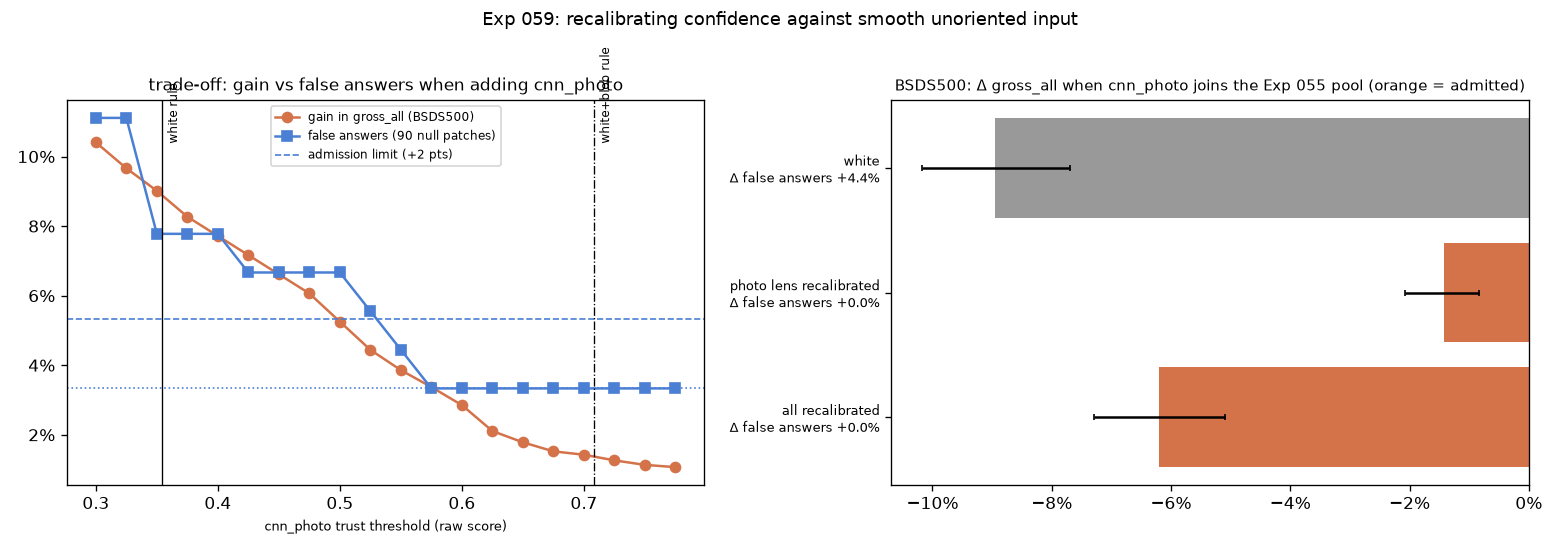 Exp 059: recalibrating confidence against smooth unoriented input
trade-off: gain vs false answers when adding cnn_photo
white rule
white+blob rule
gain in gross_all (BSDS500)
false answers (90 null patches)
admission limit (+2 pts)
10%
8%
6%
4%
2%
0.3
0.4
0.5
0.6
0.7
cnn_photo trust threshold (raw score)
BSDS500: Δ gross_all when cnn_photo joins the Exp 055 pool (orange = admitted)
white
Δ false answers +4.4%
photo lens recalibrated
Δ false answers +0.0%
all recalibrated
Δ false answers +0.0%
−10%
−8%
−6%
−4%
−2%
0%